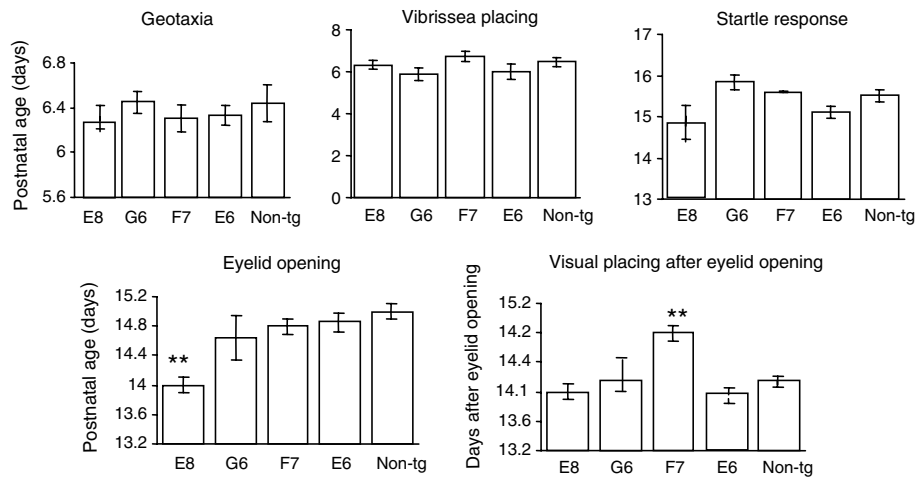 Geotaxia
Postnatal age (days)
6.8
6.4
6
5.6
E8 G6 F7 E6 Non-tg
Vibrissea placing
8
6
4
2
0
E8 G6 F7 E6 Non-tg
Startle response
17
16
15
14
13
E8 G6 F7 E6 Non-tg
Eyelid opening
Postnatal age (days)
15.2
14.8
14.4
14
13.6
13.2
**
E8 G6 F7 E6 Non-tg
Visual placing after eyelid opening
Days after eyelid opening
15.2
14.2
14.4
14.1
13.6
13.2
**
E8 G6 F7 E6 Non-tg